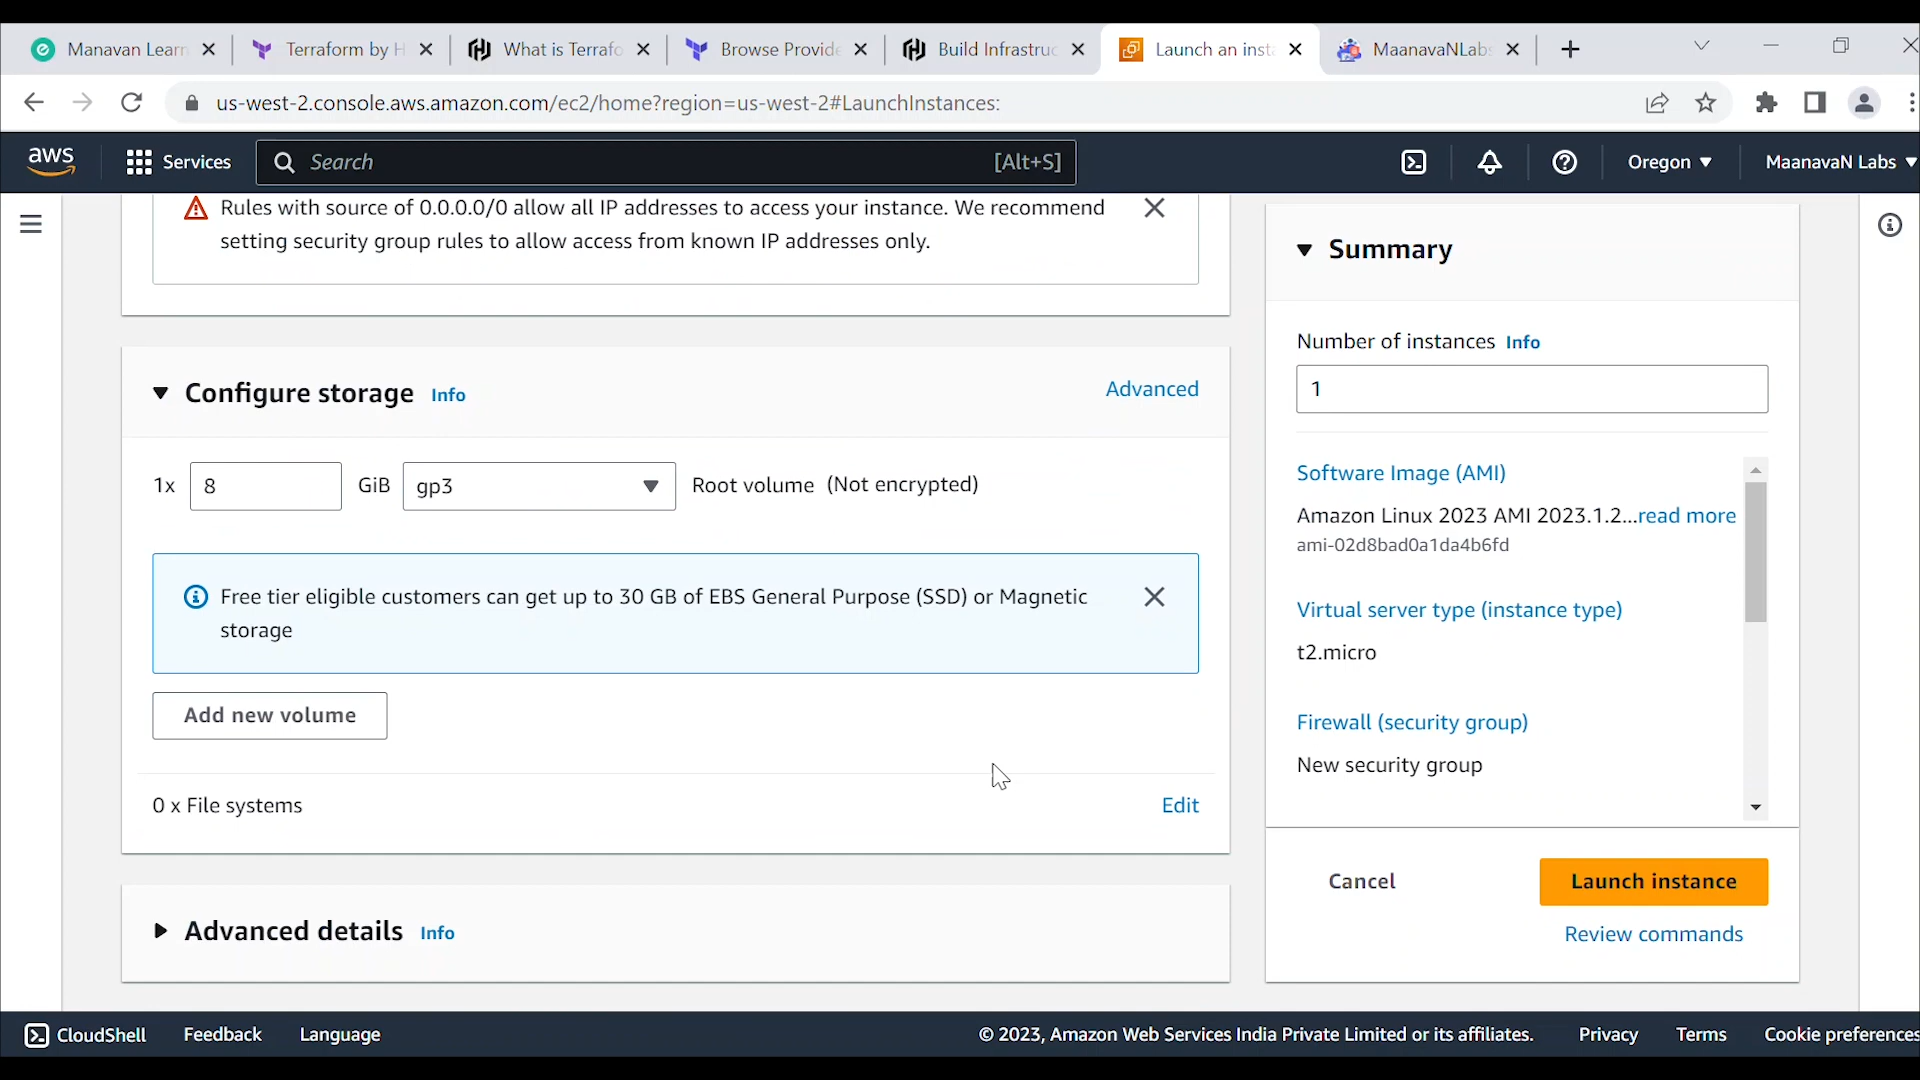 Manavan Learn
Terraform by H
What is Terrafo
Browse Provide
Build Infrastruc
Launch an insta
MaanavaNLabs
us-west-2.console.aws.amazon.com/ec2/home?region=us-west-2#LaunchInstances:
aws
Services
Search
[Alt+S]
Oregon
MaanavaN Labs
Rules with source of 0.0.0.0/0 allow all IP addresses to access your instance. We recommend
setting security group rules to allow access from known IP addresses only.
Configure storage Info
Advanced
1x 8 GiB gp3 Root volume (Not encrypted)
Free tier eligible customers can get up to 30 GB of EBS General Purpose (SSD) or Magnetic
storage
Add new volume
0 x File systems
Edit
Advanced details Info
Summary
Number of instances Info
1
Software Image (AMI)
Amazon Linux 2023 AMI 2023.1.2...read more
ami-02d8bad0a1da4b6fd
Virtual server type (instance type)
t2.micro
Firewall (security group)
New security group
Cancel
Launch instance
Review commands
CloudShell
Feedback
Language
© 2023, Amazon Web Services India Private Limited or its affiliates.
Privacy
Terms
Cookie preferences